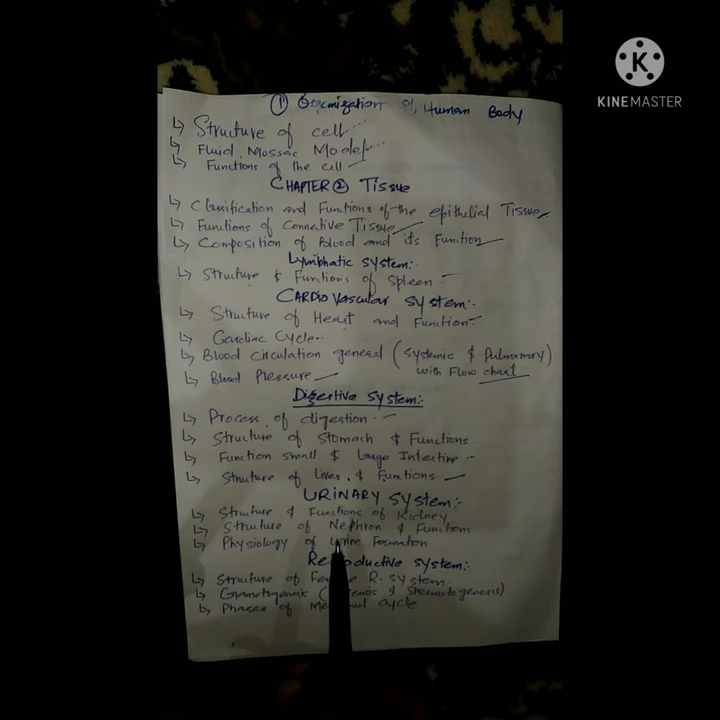 KINEMASTER
① Organization of Human Body
↳ Structure of cell
↳ Fluid Mossaic Model
↳ Functions of the cell
CHAPTER ② Tissue
↳ Classification and Functions of the epithelial Tissue
↳ Functions of Connative Tissue
↳ Composition of Blood and its Function
Lymphatic system:-
↳ Structure & Functions of Spleen
CARDIO Vascular system:-
↳ Structure of Heart and Function
↳ Cardiac Cycle
↳ Blood Circulation general (Systemic & Pulmonary)
with Flow chart
↳ Blood Pressure
Digestive system:-
↳ Process of digestion
↳ Structure of Stomach & Functions
↳ Function small & large Intestine
↳ Structure of Liver & Functions
URINARY system:-
↳ Structure & Functions of Kidney
↳ Structure of Nephron & Functions
↳ Physiology of Urine Formation
Reproductive system:-
↳ Structure of R. system
↳ & Spermatogenesis)
↳ Phases of cycle